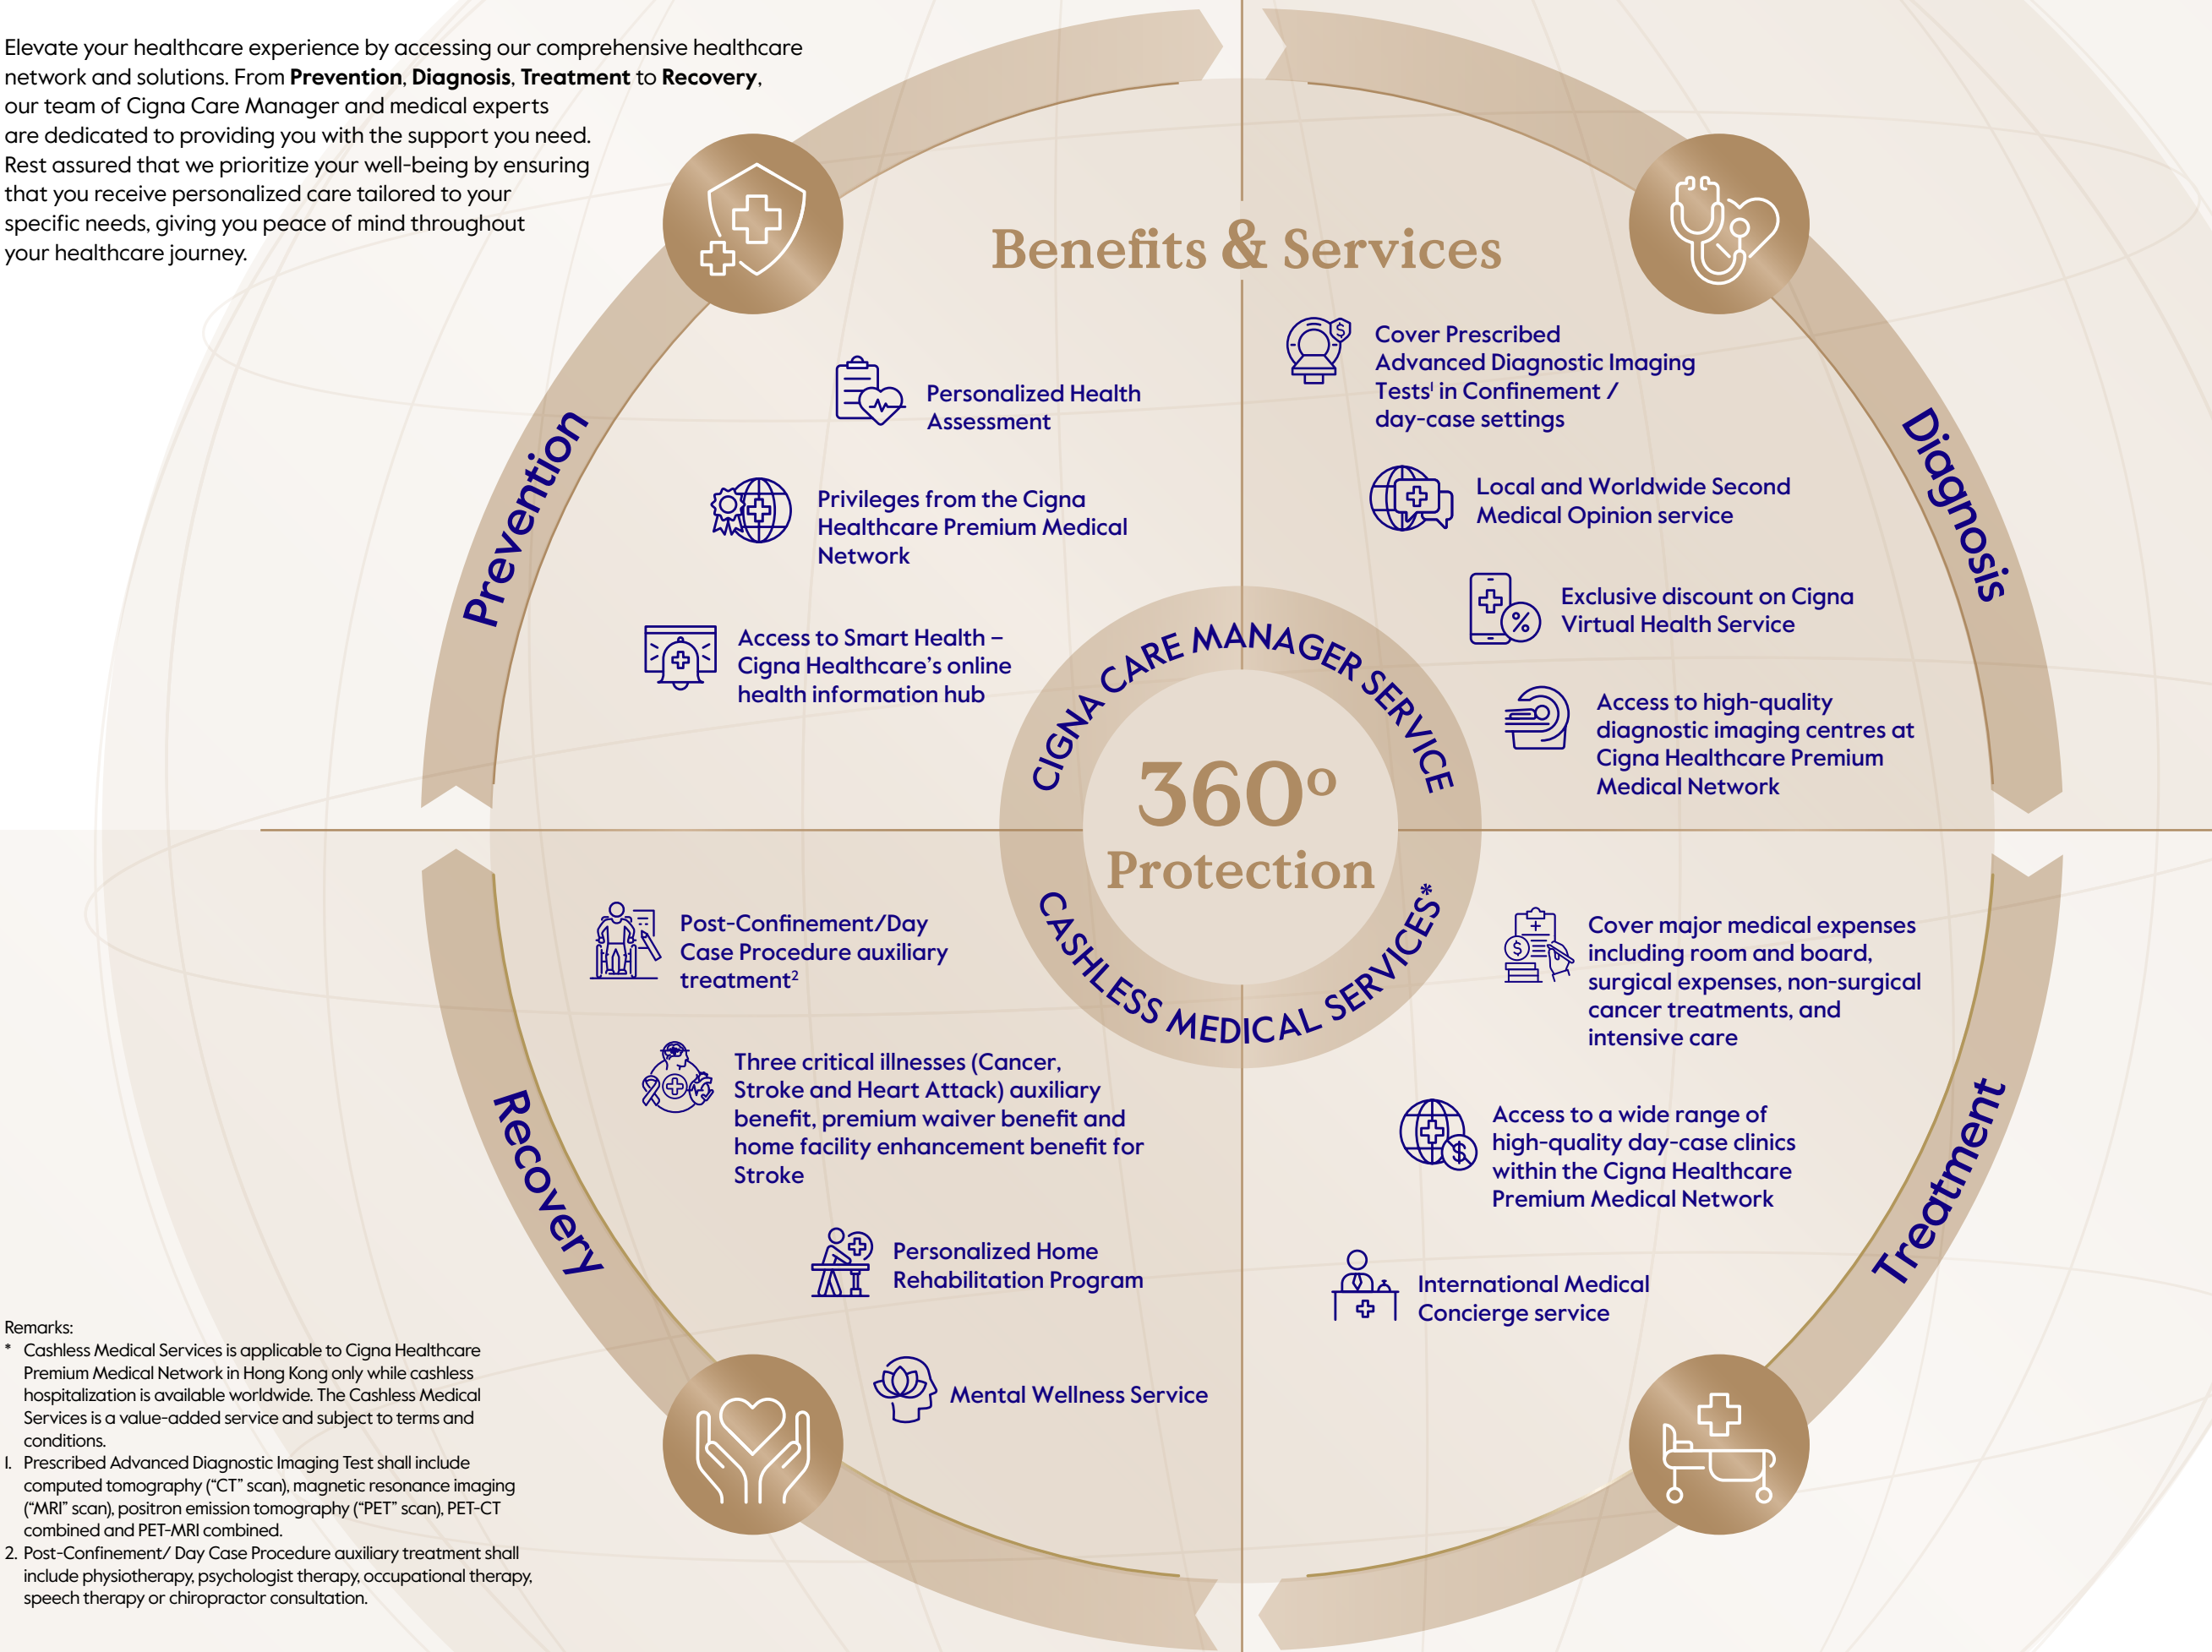 Elevate your healthcare experience by accessing our comprehensive healthcare
network and solutions. From Prevention, Diagnosis, Treatment to Recovery,
our team of Cigna Care Manager and medical experts
are dedicated to providing you with the support you need.
Rest assured that we prioritize your well-being by ensuring
that you receive personalized care tailored to your
specific needs, giving you peace of mind throughout
your healthcare journey.
Benefits & Services
Prevention
Personalized Health
Assessment
Privileges from the Cigna
Healthcare Premium Medical
Network
Access to Smart Health –
Cigna Healthcare’s online
health information hub
Diagnosis
Cover Prescribed
Advanced Diagnostic Imaging
Tests¹ in Confinement /
day-case settings
Local and Worldwide Second
Medical Opinion service
Exclusive discount on Cigna
Virtual Health Service
Access to high-quality
diagnostic imaging centres at
Cigna Healthcare Premium
Medical Network
CIGNA CARE MANAGER SERVICE
360°
Protection
CASHLESS MEDICAL SERVICES*
Treatment
Cover major medical expenses
including room and board,
surgical expenses, non-surgical
cancer treatments, and
intensive care
Access to a wide range of
high-quality day-case clinics
within the Cigna Healthcare
Premium Medical Network
International Medical
Concierge service
Recovery
Post-Confinement/Day
Case Procedure auxiliary
treatment²
Three critical illnesses (Cancer,
Stroke and Heart Attack) auxiliary
benefit, premium waiver benefit and
home facility enhancement benefit for
Stroke
Personalized Home
Rehabilitation Program
Mental Wellness Service
Remarks:
* Cashless Medical Services is applicable to Cigna Healthcare
Premium Medical Network in Hong Kong only while cashless
hospitalization is available worldwide. The Cashless Medical
Services is a value-added service and subject to terms and
conditions.
1. Prescribed Advanced Diagnostic Imaging Test shall include
computed tomography (“CT” scan), magnetic resonance imaging
(“MRI” scan), positron emission tomography (“PET” scan), PET-CT
combined and PET-MRI combined.
2. Post-Confinement/ Day Case Procedure auxiliary treatment shall
include physiotherapy, psychologist therapy, occupational therapy,
speech therapy or chiropractor consultation.